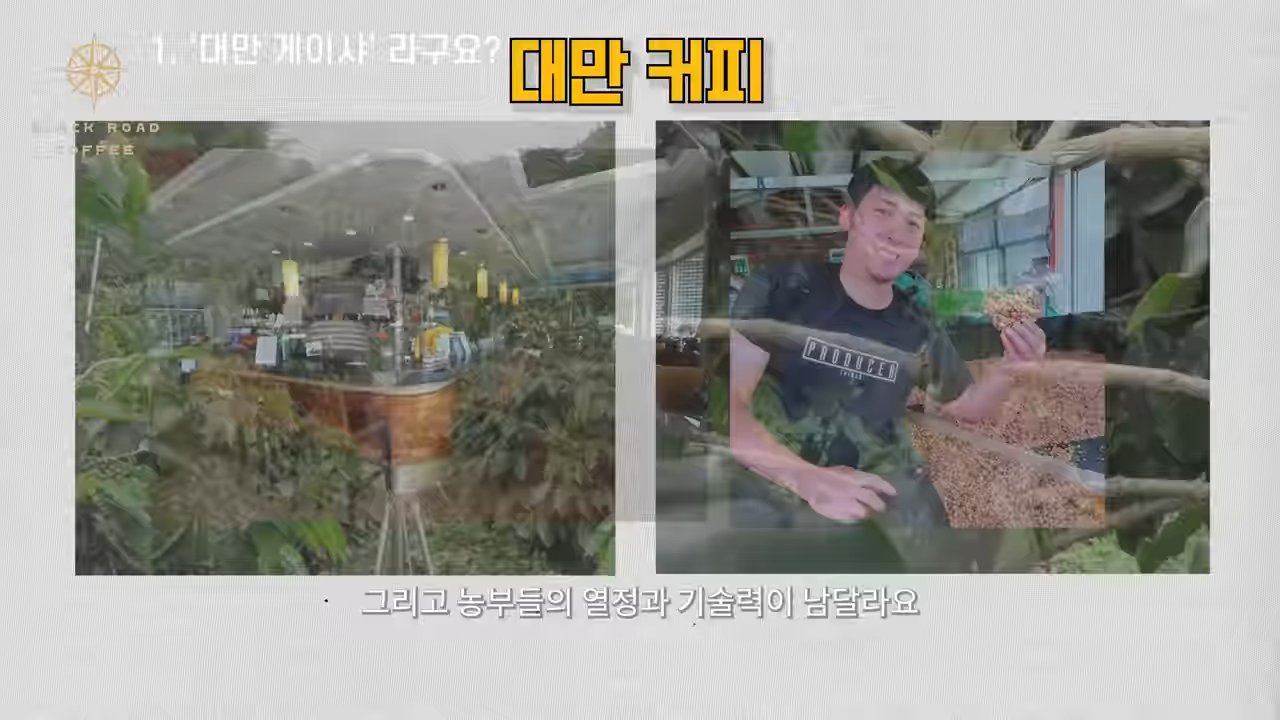 1. '대만 게이샤' 라구요?
대만 커피
BLACK ROAD
COFFEE
PRODUCER
그리고 농부들의 열정과 기술력이 남달라요